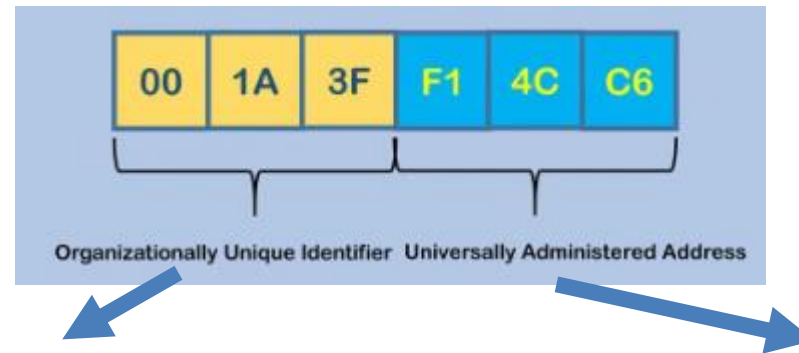 00 1A 3F F1 4C C6
Organizationally Unique Identifier Universally Administered Address